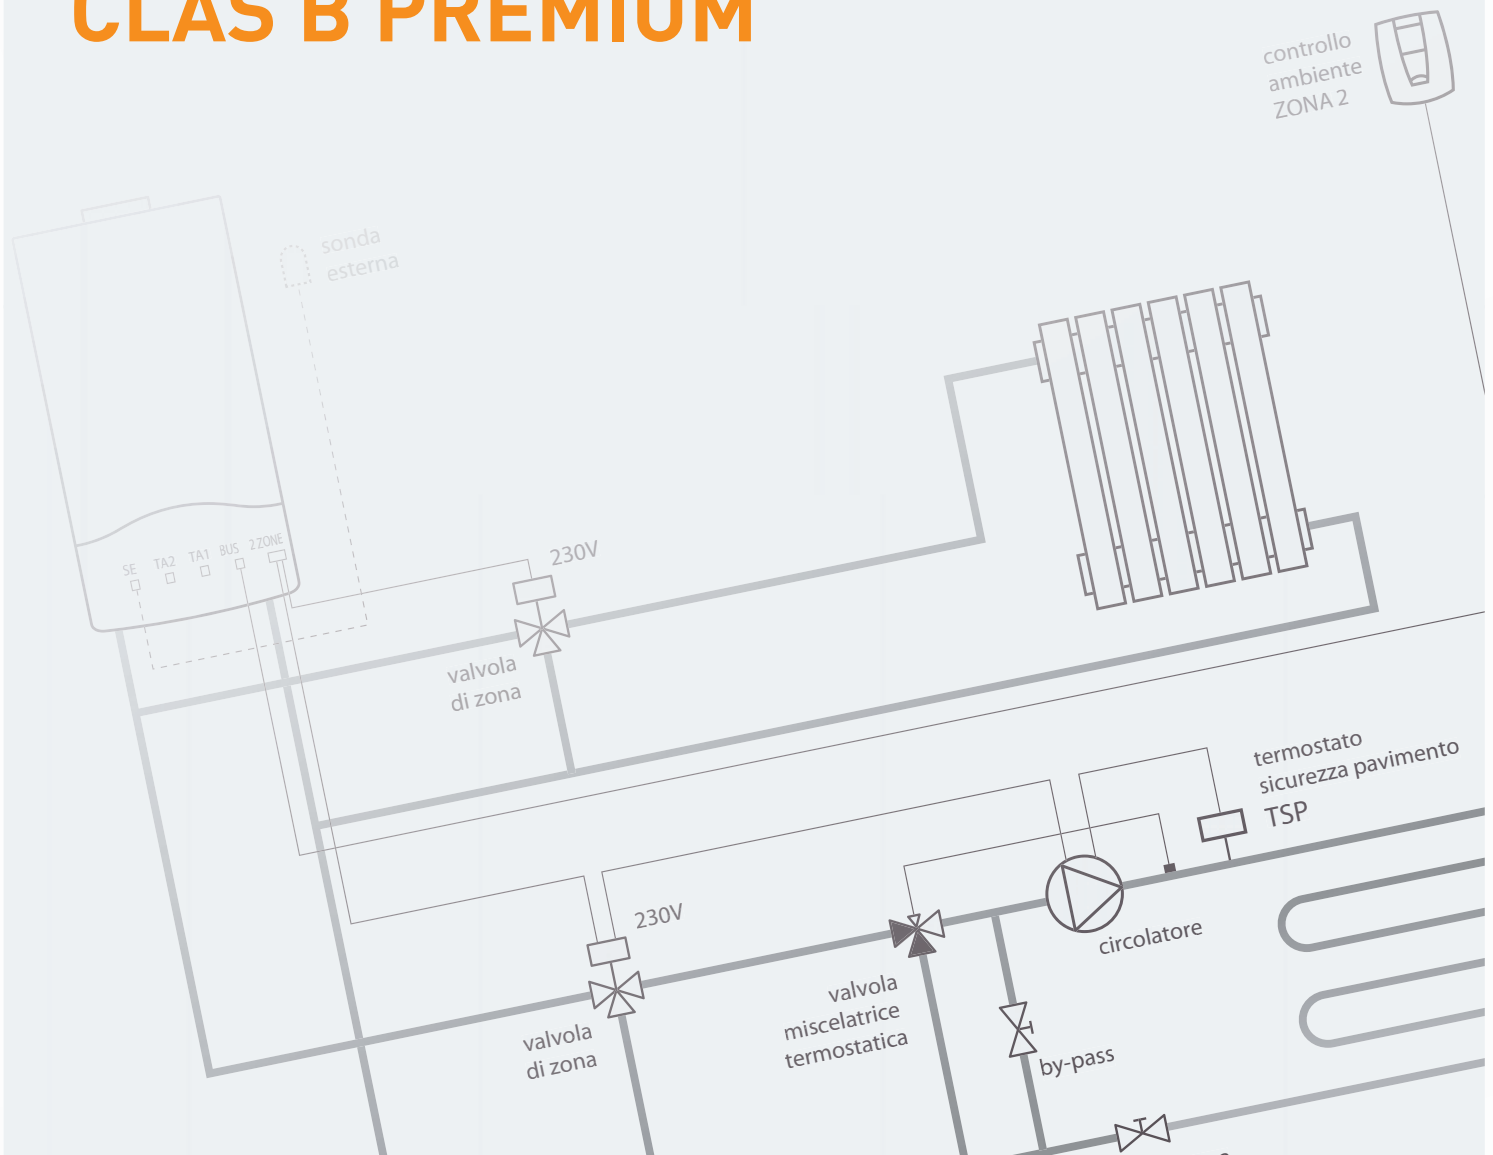 CLAS B PREMIUM
controllo
ambiente
ZONA 2
sonda
esterna
SE
TA2
TA1
BUS
2 ZONE
230V
valvola
di zona
termostato
sicurezza pavimento
TSP
230V
circolatore
valvola
miscelatrice
termostatica
valvola
di zona
by-pass